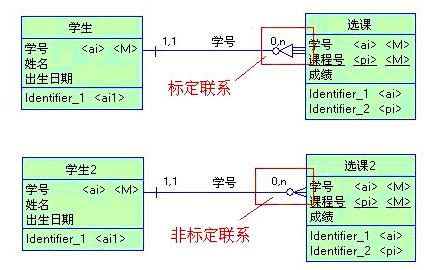 学生
学号 <ai> <M>
姓名
出生日期
Identifier_1 <ai1>
1,1
学号
0,n
选课
学号 <ai> <M>
课程号 <pi> <M>
成绩
Identifier_1 <ai>
Identifier_2 <pi>
标定联系
学生2
学号 <ai> <M>
姓名
出生日期
Identifier_1 <ai1>
1,1
学号
0,n
选课2
学号 <ai> <M>
课程号 <pi> <M>
成绩
Identifier_1 <ai>
Identifier_2 <pi>
非标定联系